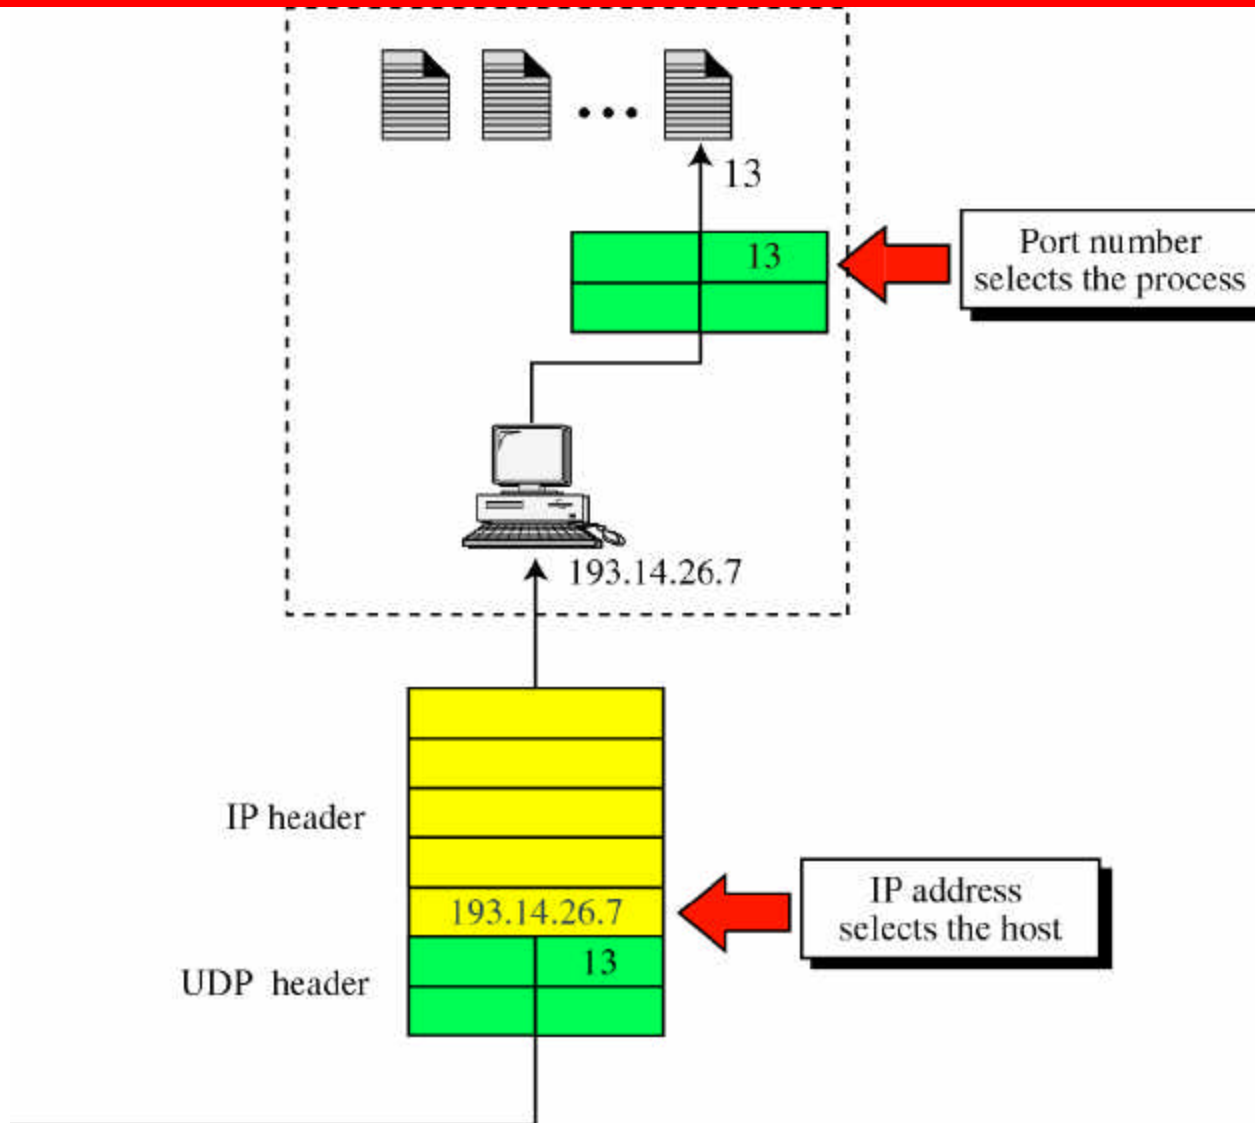 13
13
Port number
selects the process
193.14.26.7
IP header
193.14.26.7
IP address
selects the host
UDP header
13